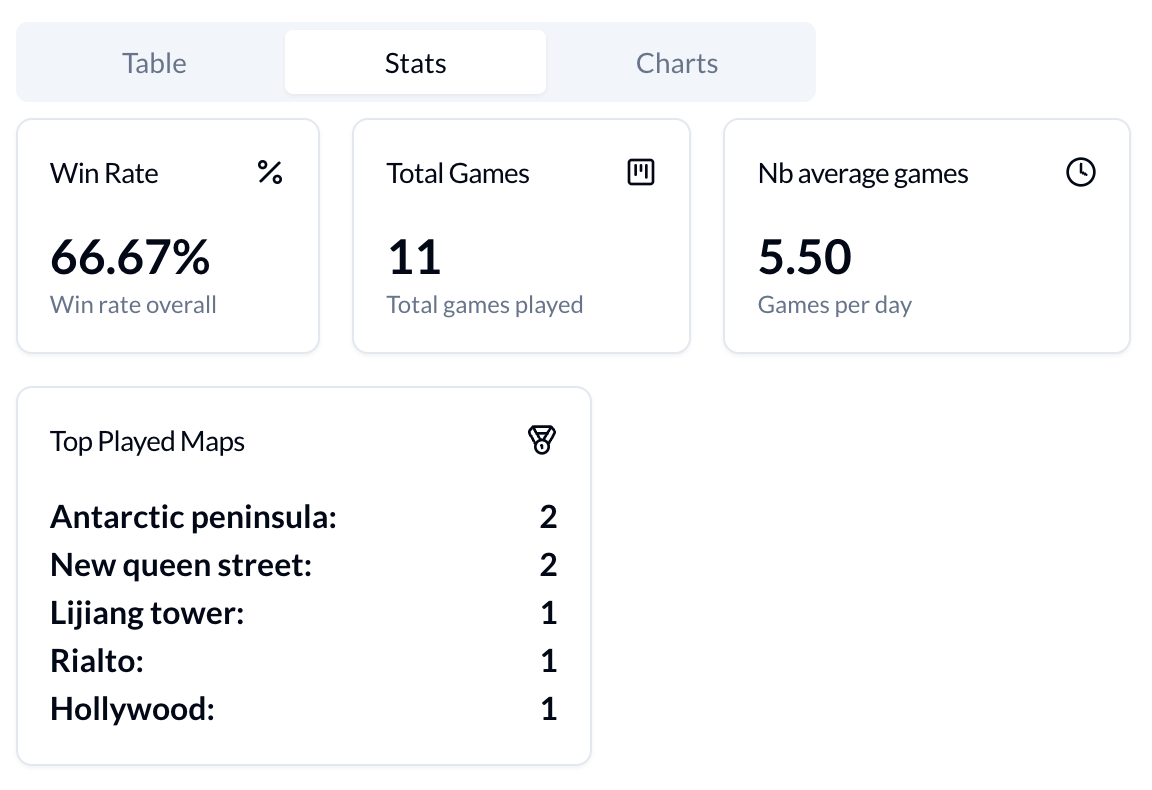 Table Stats Charts
Win Rate
66.67%
Win rate overall
Total Games
11
Total games played
Nb average games
5.50
Games per day
Top Played Maps
Antarctic peninsula: 2
New queen street: 2
Lijiang tower: 1
Rialto: 1
Hollywood: 1